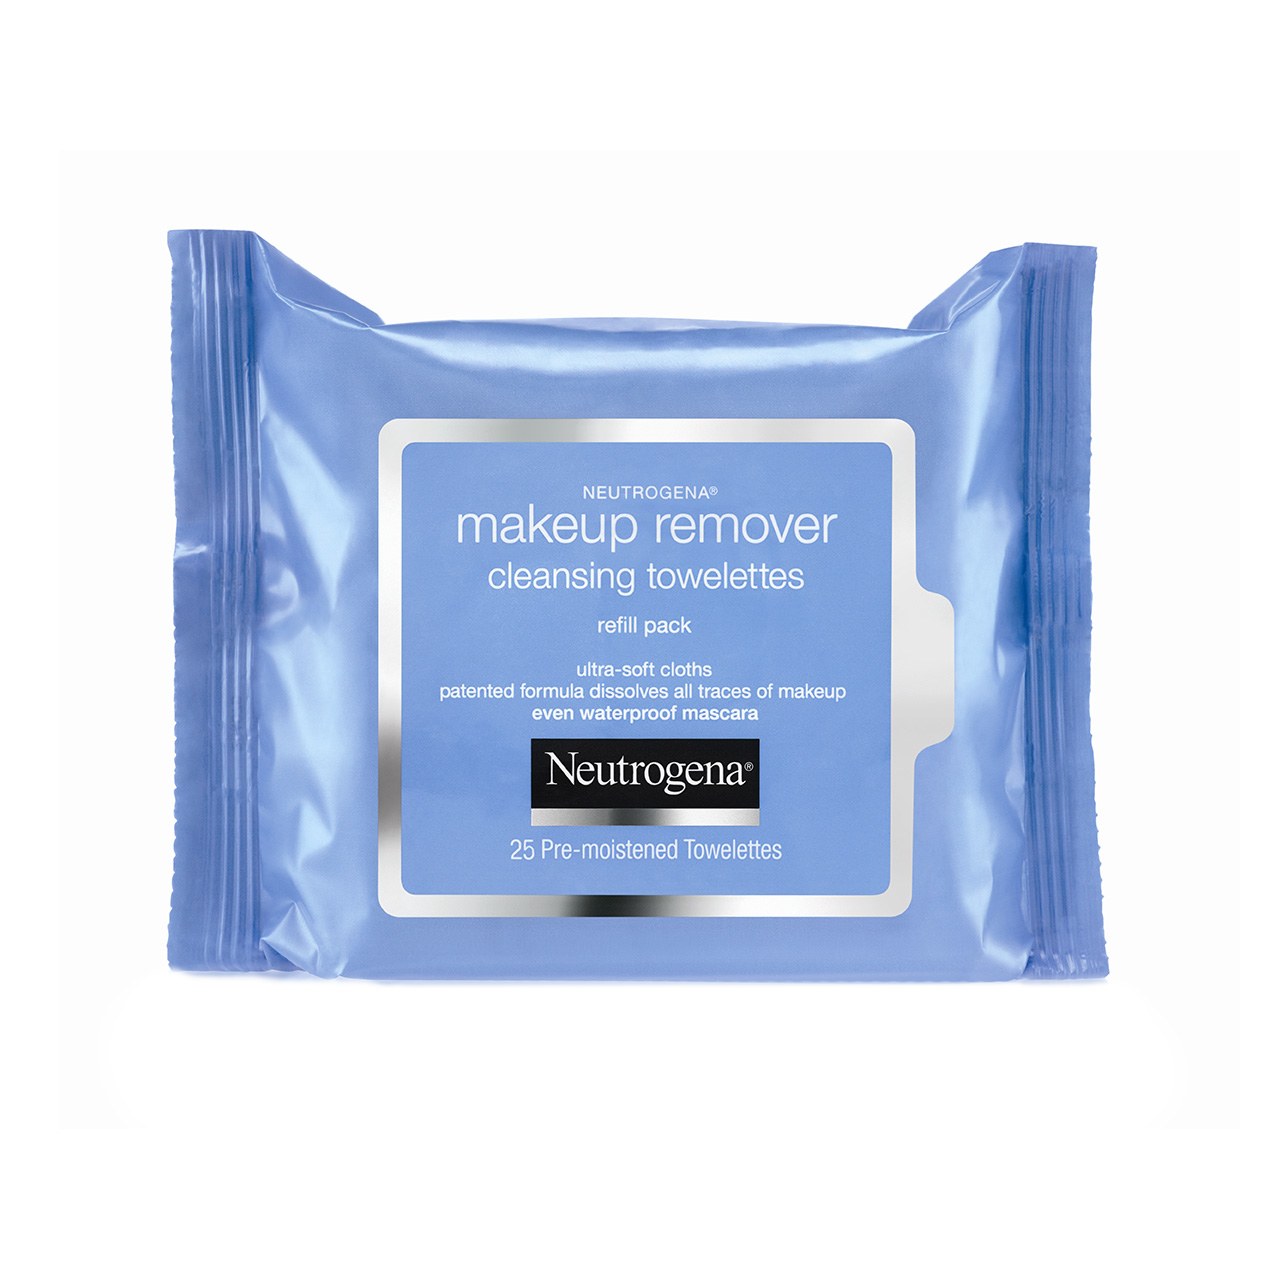 NEUTROGENA®
makeup remover
cleansing towelettes
refill pack
ultra-soft cloths
patented formula dissolves all traces of makeup
even waterproof mascara
Neutrogena®
25 Pre-moistened Towelettes